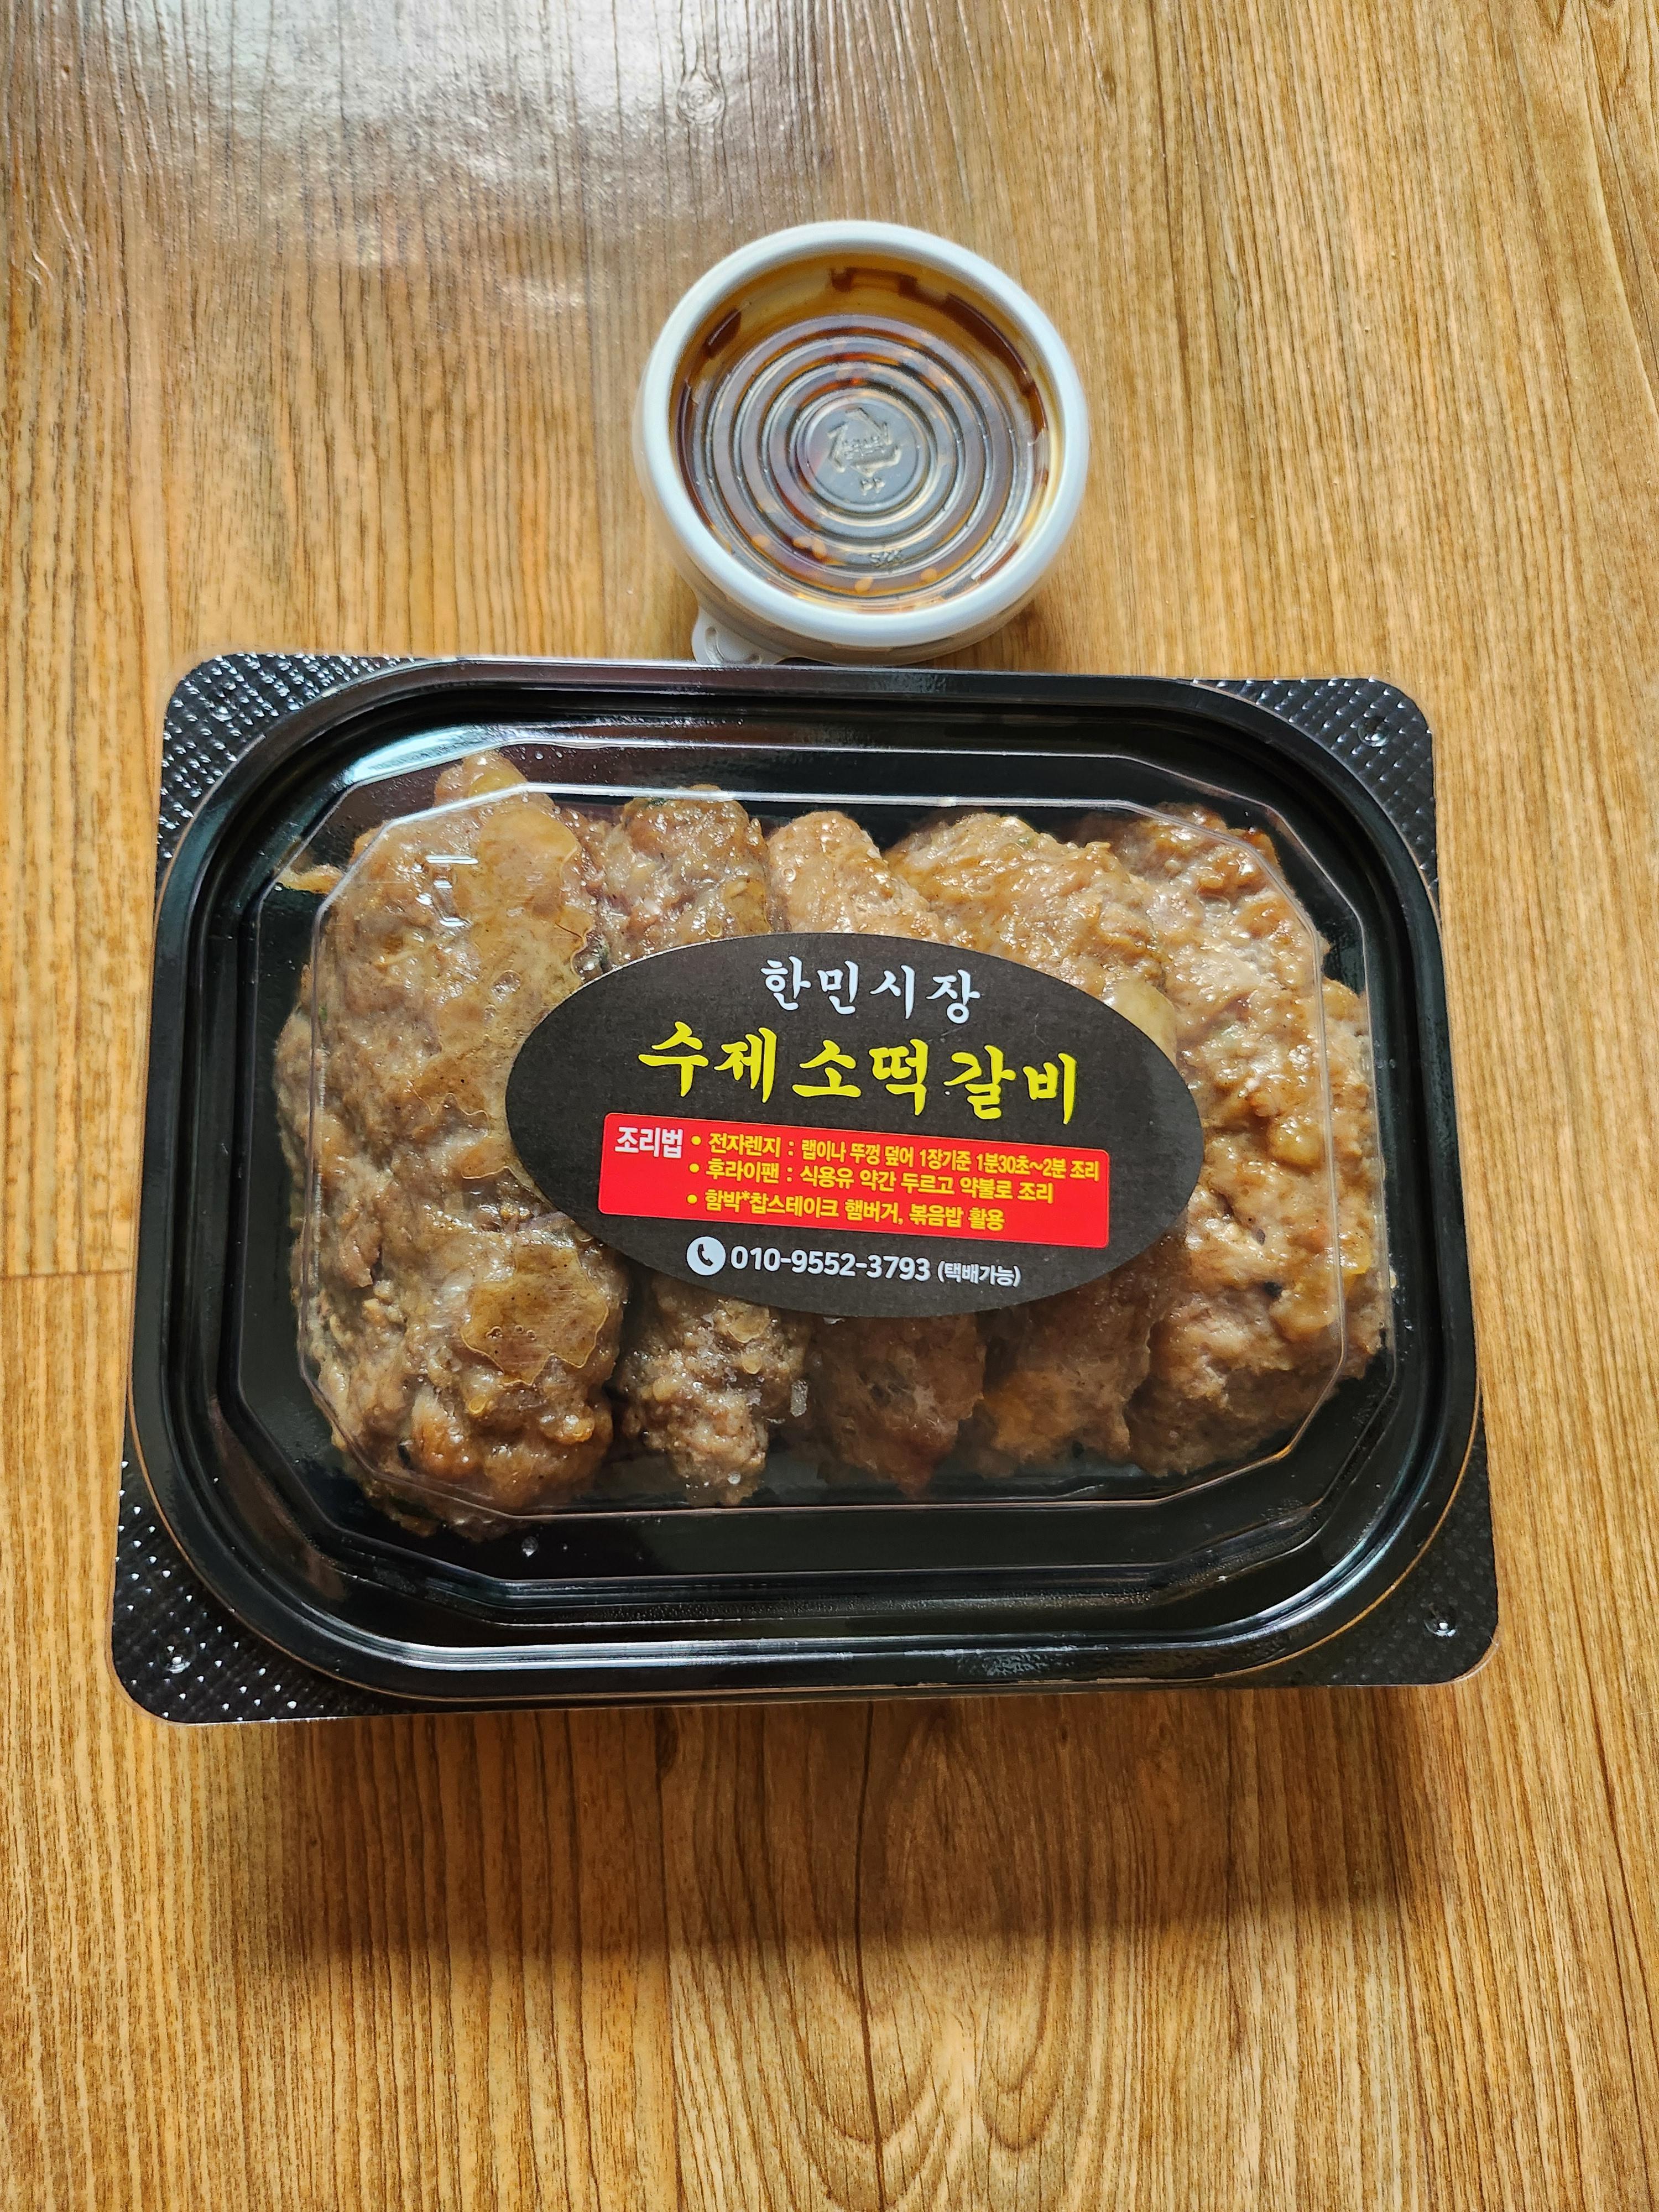 한민시장
수제 소떡갈비
조리법 • 전자렌지 : 랩이나 뚜껑 덮어 1장기준 1분30초~2분 조리
• 후라이팬 : 식용유 약간 두르고 약불로 조리
• 함박*찹스테이크 햄버거, 볶음밥 활용
010-9552-3793 (택배가능)
PP